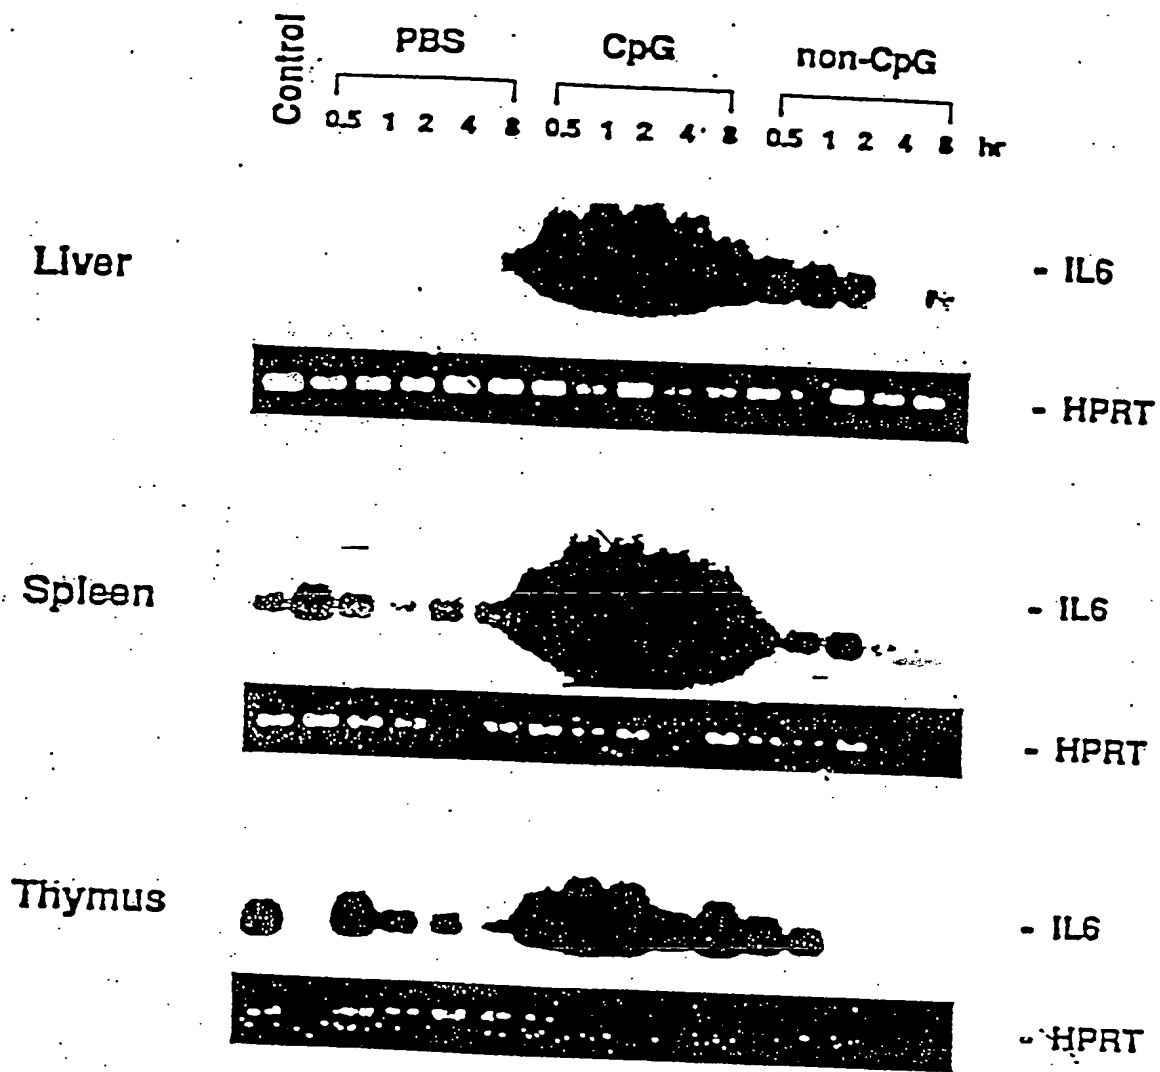 Control
PBS CpG non-CpG
0.5 1 2 4 8 0.5 1 2 4 8 0.5 1 2 4 8 hr
Liver - IL6
- HPRT
Spleen - IL6
- HPRT
Thymus - IL6
- HPRT